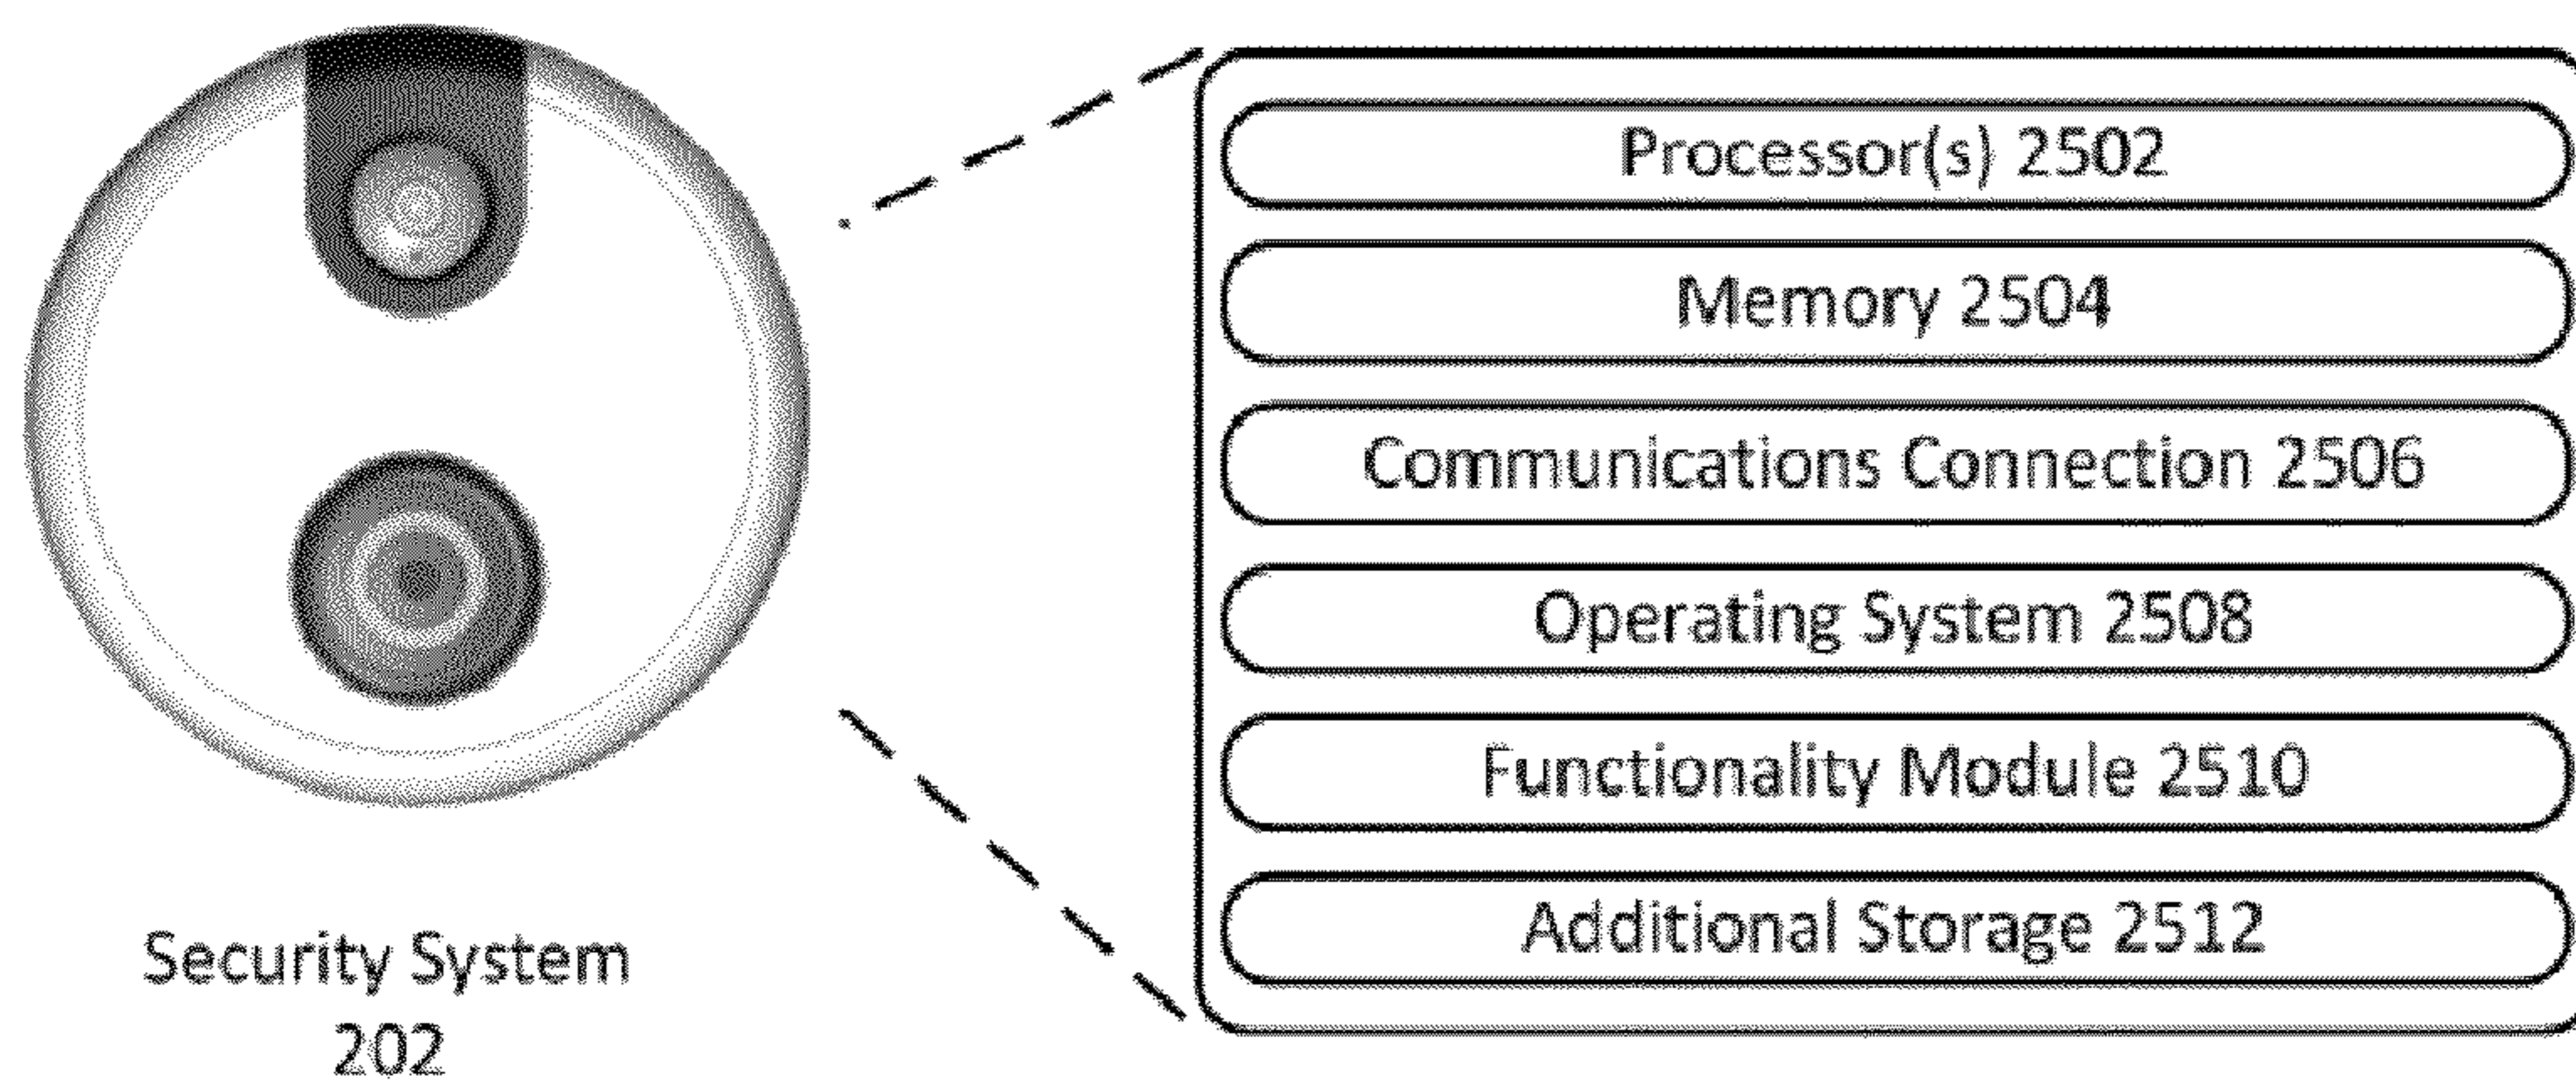 Processor(s) 2502
Memory 2504
Communications Connection 2506
Operating System 2508
Functionality Module 2510
Additional Storage 2512
Security System
202